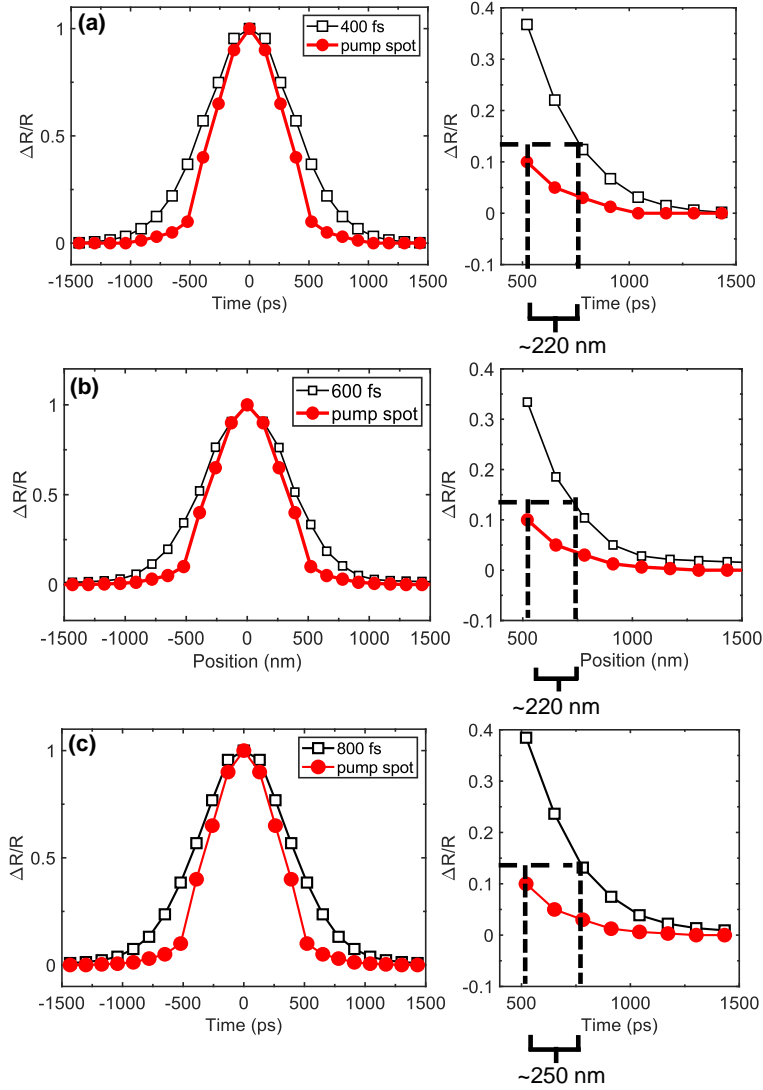 (a)
400 fs
pump spot
1
0.5
0
ΔR/R
-1500 -1000 -500 0 500 1000 1500
Time (ps)
0.4
0.3
0.2
0.1
0
-0.1
ΔR/R
500 1000 1500
Time (ps)
~220 nm
(b)
600 fs
pump spot
1
0.5
0
ΔR/R
-1500 -1000 -500 0 500 1000 1500
Position (nm)
0.4
0.3
0.2
0.1
0
-0.1
ΔR/R
500 1000 1500
Position (nm)
~220 nm
(c)
800 fs
pump spot
1
0.5
0
ΔR/R
-1500 -1000 -500 0 500 1000 1500
Time (ps)
0.4
0.3
0.2
0.1
0
-0.1
ΔR/R
500 1000 1500
Time (ps)
~250 nm